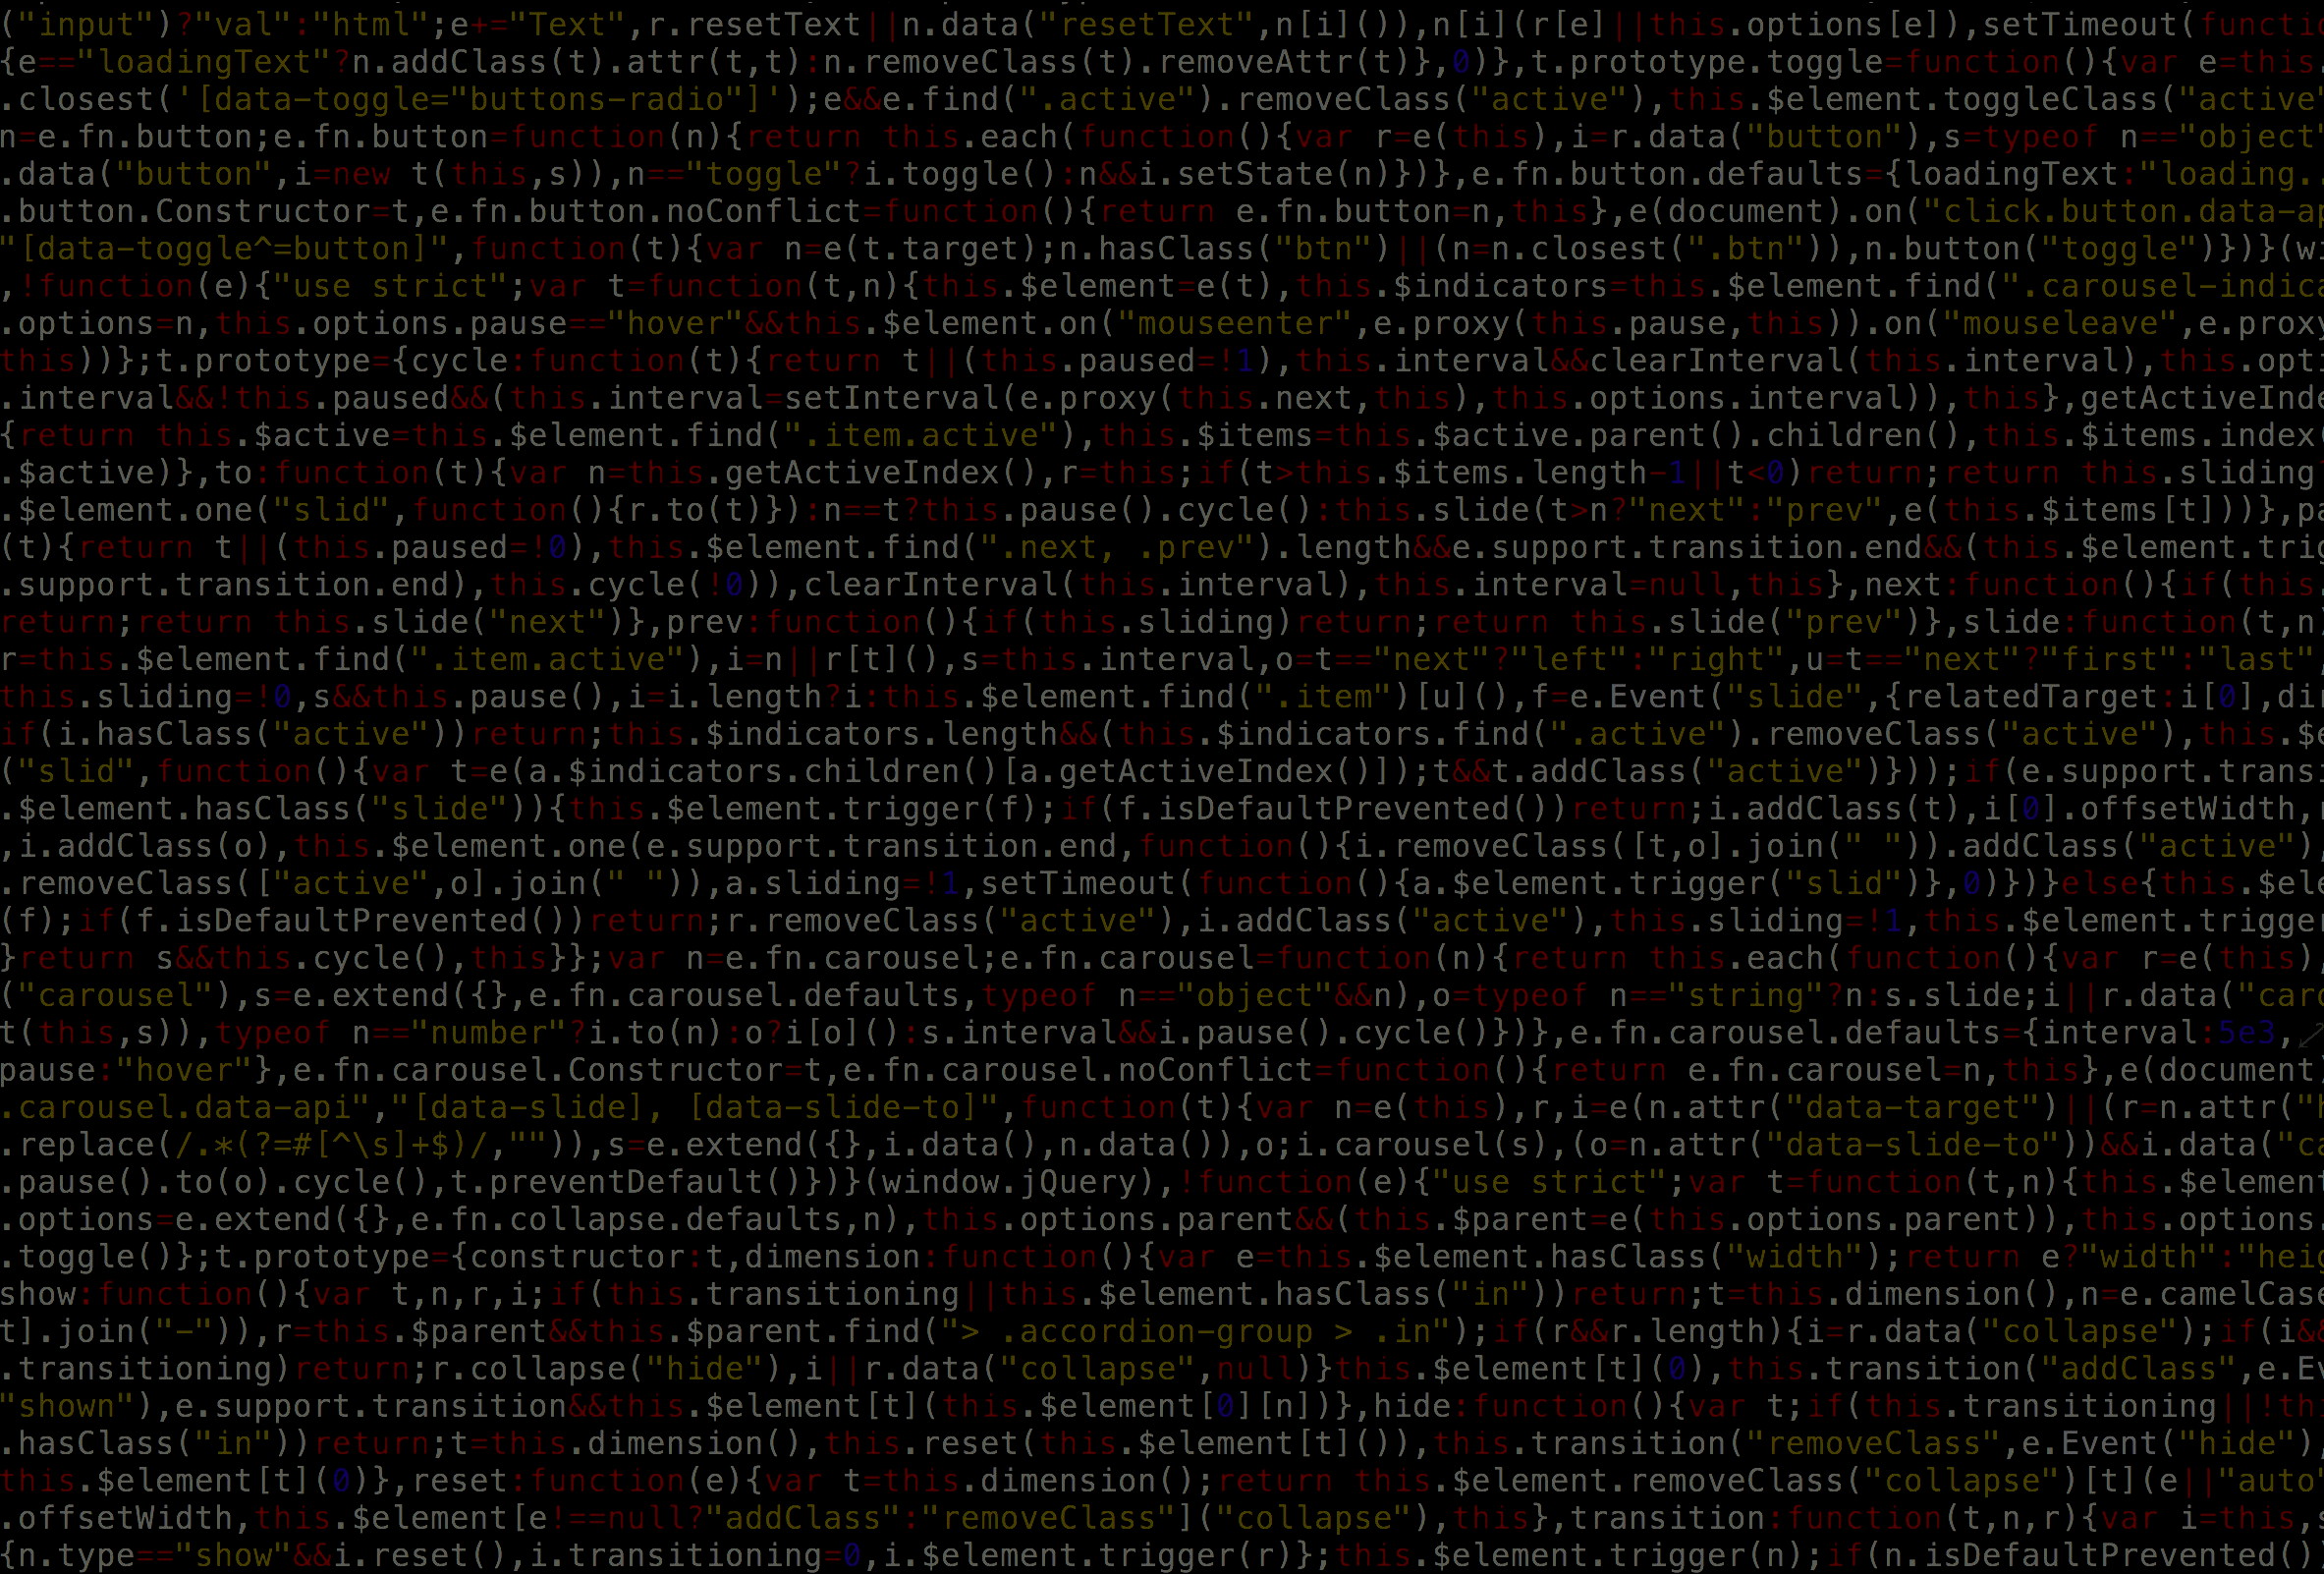 ("input")?"val":"html";e+="Text",r.resetText||n.data("resetText",n[i]()),n[i](r[e]||this.options[e]),setTimeout(functi
{e=="loadingText"?n.addClass(t).attr(t,t):n.removeClass(t).removeAttr(t)},0)},t.prototype.toggle=function(){var e=this.
.closest('[data-toggle="buttons-radio"]');e&&e.find(".active").removeClass("active"),this.$element.toggleClass("active"
n=e.fn.button;e.fn.button=function(n){return this.each(function(){var r=e(this),i=r.data("button"),s=typeof n=="object"
.data("button",i=new t(this,s)),n=="toggle"?i.toggle():n&&i.setState(n)})},e.fn.button.defaults={loadingText:"loading..
.button.Constructor=t,e.fn.button.noConflict=function(){return e.fn.button=n,this},e(document).on("click.button.data-ap
"[data-toggle^=button]",function(t){var n=e(t.target);n.hasClass("btn")||(n=n.closest(".btn")),n.button("toggle")})}(wi
,!function(e){"use strict";var t=function(t,n){this.$element=e(t),this.$indicators=this.$element.find(".carousel-indica
.options=n,this.options.pause=="hover"&&this.$element.on("mouseenter",e.proxy(this.pause,this)).on("mouseleave",e.proxy
this))};t.prototype={cycle:function(t){return t||(this.paused=!1),this.interval&&clearInterval(this.interval),this.opti
.interval&&!this.paused&&(this.interval=setInterval(e.proxy(this.next,this),this.options.interval)),this},getActiveInde
{return this.$active=this.$element.find(".item.active"),this.$items=this.$active.parent().children(),this.$items.index(
.$active)},to:function(t){var n=this.getActiveIndex(),r=this;if(t>this.$items.length-1||t<0)return;return this.sliding?
.$element.one("slid",function(){r.to(t)}):n==t?this.pause().cycle():this.slide(t>n?"next":"prev",e(this.$items[t]))},pa
(t){return t||(this.paused=!0),this.$element.find(".next, .prev").length&&e.support.transition.end&&(this.$element.trig
.support.transition.end),this.cycle(!0)),clearInterval(this.interval),this.interval=null,this},next:function(){if(this.
return;return this.slide("next")},prev:function(){if(this.sliding)return;return this.slide("prev")},slide:function(t,n
r=this.$element.find(".item.active"),i=n||r[t](),s=this.interval,o=t=="next"?"left":"right",u=t=="next"?"first":"last",
this.sliding=!0,s&&this.pause(),i=i.length?i:this.$element.find(".item")[u](),f=e.Event("slide",{relatedTarget:i[0],di
if(i.hasClass("active"))return;this.$indicators.length&&(this.$indicators.find(".active").removeClass("active"),this.$e
("slid",function(){var t=e(a.$indicators.children()[a.getActiveIndex()]);t&&t.addClass("active")}));if(e.support.transi
.$element.hasClass("slide")){this.$element.trigger(f);if(f.isDefaultPrevented())return;i.addClass(t),i[0].offsetWidth,
,i.addClass(o),this.$element.one(e.support.transition.end,function(){i.removeClass([t,o].join(" ")).addClass("active"),
.removeClass(["active",o].join(" ")),a.sliding=!1,setTimeout(function(){a.$element.trigger("slid")},0)})}else{this.$ele
(f);if(f.isDefaultPrevented())return;r.removeClass("active"),i.addClass("active"),this.sliding=!1,this.$element.trigge
}return s&&this.cycle(),this}};var n=e.fn.carousel;e.fn.carousel=function(n){return this.each(function(){var r=e(this),
("carousel"),s=e.extend({},e.fn.carousel.defaults,typeof n=="object"&&n),o=typeof n=="string"?n:s.slide;i||r.data("caro
t(this,s)),typeof n=="number"?i.to(n):o?i[o]():s.interval&&i.pause().cycle()})},e.fn.carousel.defaults={interval:5e3,
pause:"hover"},e.fn.carousel.Constructor=t,e.fn.carousel.noConflict=function(){return e.fn.carousel=n,this},e(document
.carousel.data-api","[data-slide], [data-slide-to]",function(t){var n=e(this),r,i=e(n.attr("data-target")||(r=n.attr("h
.replace(/.*(?=#[^\s]+$)/,"")),s=e.extend({},i.data(),n.data()),o;i.carousel(s),(o=n.attr("data-slide-to"))&&i.data("ca
.pause().to(o).cycle(),t.preventDefault()})}(window.jQuery),!function(e){"use strict";var t=function(t,n){this.$element
.options=e.extend({},e.fn.collapse.defaults,n),this.options.parent&&(this.$parent=e(this.options.parent)),this.options
.toggle()};t.prototype={constructor:t,dimension:function(){var e=this.$element.hasClass("width");return e?"width":"heig
show:function(){var t,n,r,i;if(this.transitioning||this.$element.hasClass("in"))return;t=this.dimension(),n=e.camelCase
t].join("-")),r=this.$parent&&this.$parent.find("> .accordion-group > .in");if(r&&r.length){i=r.data("collapse");if(i&&
.transitioning)return;r.collapse("hide"),i||r.data("collapse",null)}this.$element[t](0),this.transition("addClass",e.Ev
"shown"),e.support.transition&&this.$element[t](this.$element[0][n])},hide:function(){var t;if(this.transitioning||!th
.hasClass("in"))return;t=this.dimension(),this.reset(this.$element[t]()),this.transition("removeClass",e.Event("hide")
this.$element[t](0)},reset:function(e){var t=this.dimension();return this.$element.removeClass("collapse")[t](e||"auto"
.offsetWidth,this.$element[e!==null?"addClass":"removeClass"]("collapse"),this},transition:function(t,n,r){var i=this,s
{n.type=="show"&&i.reset(),i.transitioning=0,i.$element.trigger(r)};this.$element.trigger(n);if(n.isDefaultPrevented()